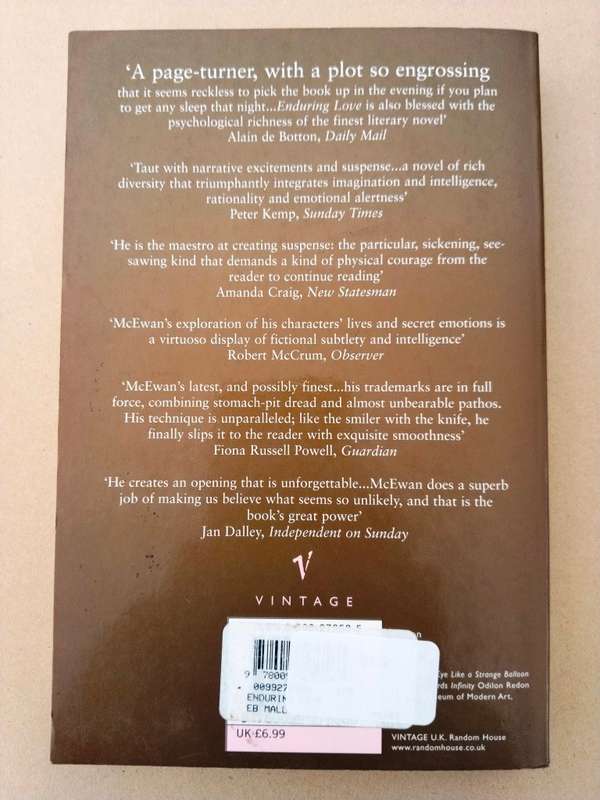 ‘A page-turner, with a plot so engrossing
that it seems reckless to pick the book up in the evening if you plan
to get any sleep that night...Enduring Love is also blessed with the
psychological richness of the finest literary novel’
Alain de Botton, Daily Mail
‘Taut with narrative excitements and suspense...a novel of rich
diversity that triumphantly integrates imagination and intelligence,
rationality and emotional alertness’
Peter Kemp, Sunday Times
‘He is the maestro at creating suspense: the particular, sickening, see-
sawing kind that demands a kind of physical courage from the
reader to continue reading’
Amanda Craig, New Statesman
‘McEwan’s exploration of his characters’ lives and secret emotions is
a virtuoso display of fictional subtlety and intelligence’
Robert McCrum, Observer
‘McEwan’s latest, and possibly finest...his trademarks are in full
force, combining stomach-pit dread and almost unbearable pathos.
His technique is unparalleled; like the smiler with the knife, he
finally slips it to the reader with exquisite smoothness’
Fiona Russell Powell, Guardian
‘He creates an opening that is unforgettable...McEwan does a superb
job of making us believe what seems so unlikely, and that is the
book’s great power’
Jan Dalley, Independent on Sunday
V
VINTAGE
Eye Like a Strange Balloon
9 78009
Infinity Odilon Redon
009927
of Modern Art,
ENDURIN
EB MALL
UK £6.99
VINTAGE U.K. Random House
www.randomhouse.co.uk